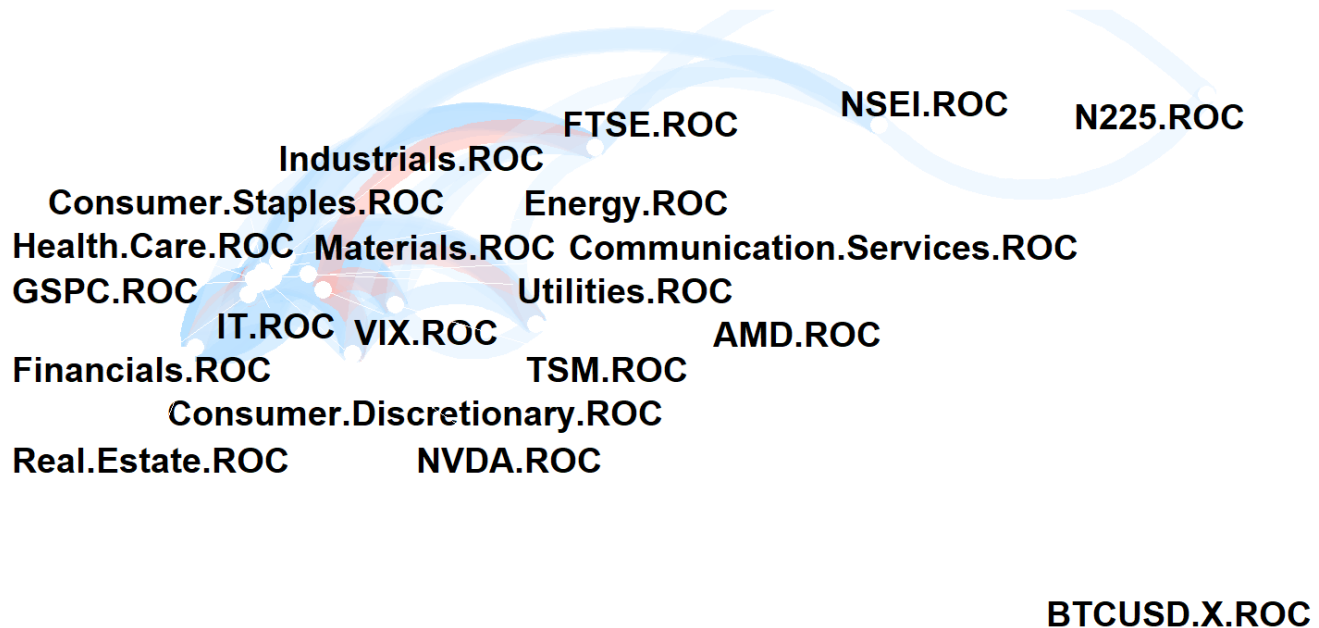 NSEI.ROC
N225.ROC
FTSE.ROC
Industrials.ROC
Consumer.Staples.ROC
Energy.ROC
Health.Care.ROC
Materials.ROC
Communication.Services.ROC
GSPC.ROC
Utilities.ROC
IT.ROC
VIX.ROC
AMD.ROC
Financials.ROC
TSM.ROC
Consumer.Discretionary.ROC
Real.Estate.ROC
NVDA.ROC
BTCUSD.X.ROC